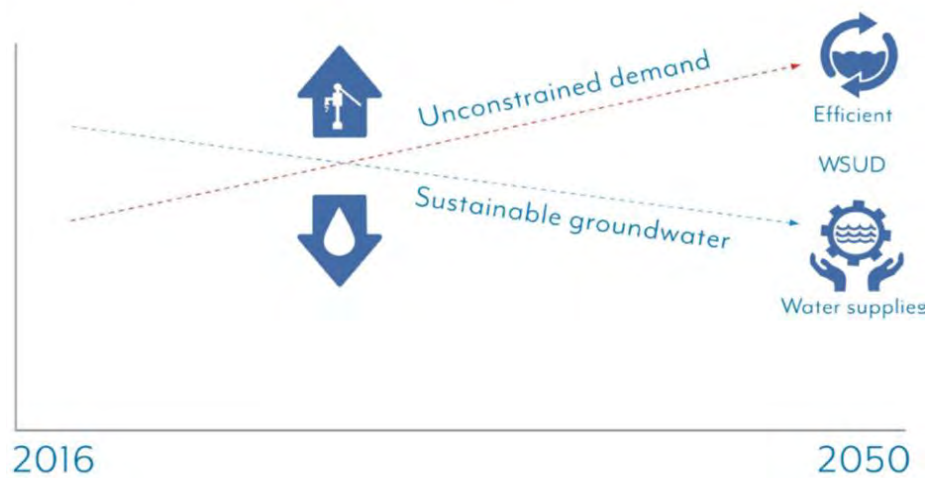 Unconstrained demand
Efficient
WSUD
Sustainable groundwater
Water supplies
2016
2050